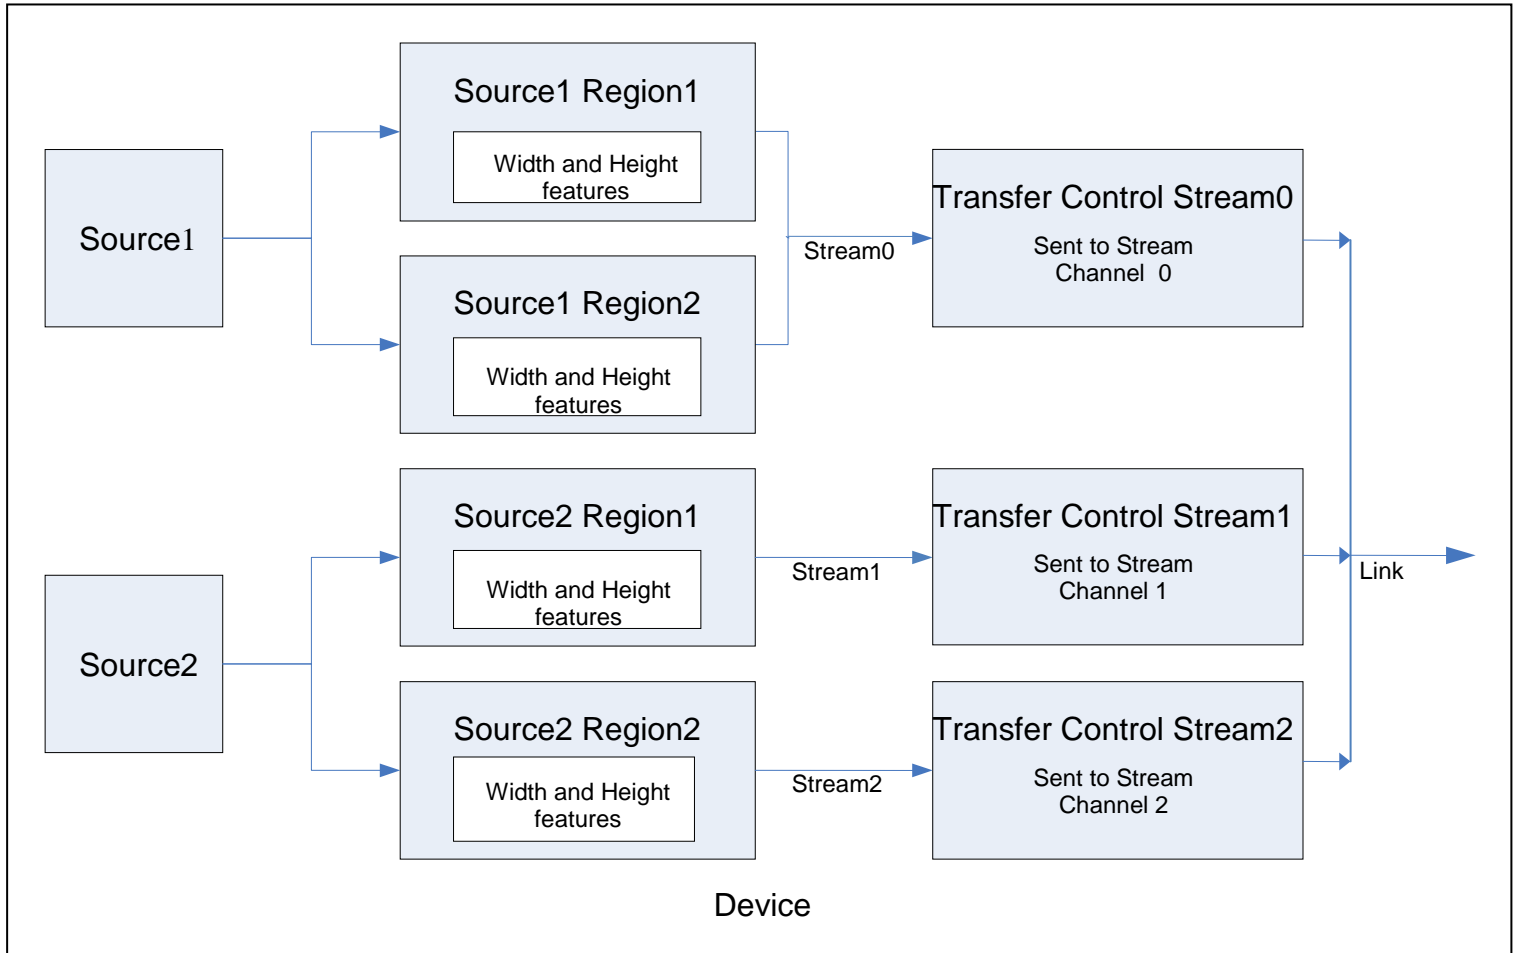 Source1
Source1 Region1
Width and Height
features
Source1 Region2
Width and Height
features
Stream0
Transfer Control Stream0
Sent to Stream
Channel 0
Source2
Source2 Region1
Width and Height
features
Stream1
Transfer Control Stream1
Sent to Stream
Channel 1
Link
Source2 Region2
Width and Height
features
Stream2
Transfer Control Stream2
Sent to Stream
Channel 2
Device